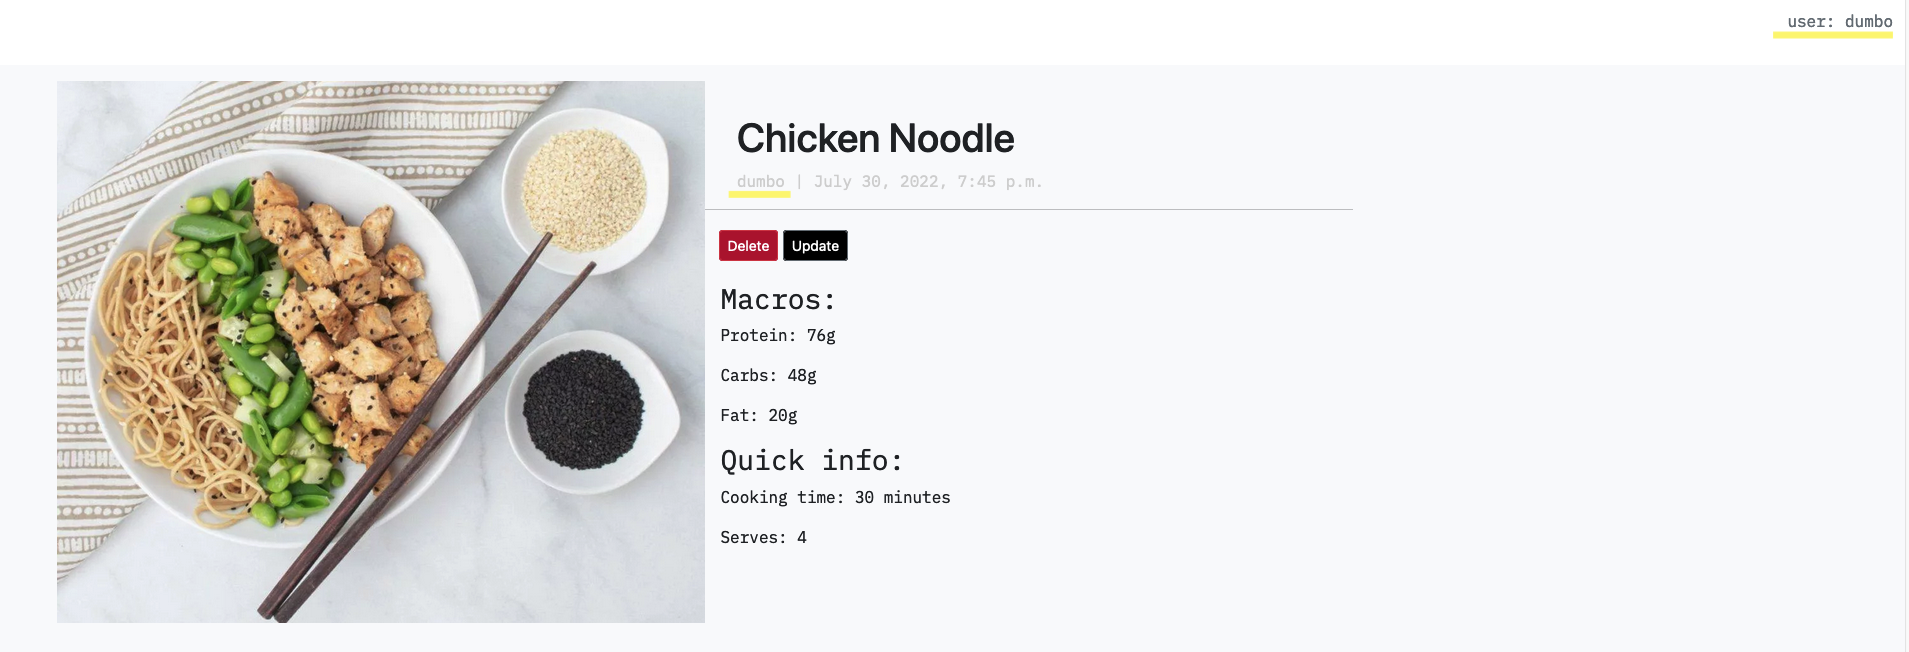 user: dumbo
Chicken Noodle
dumbo | July 30, 2022, 7:45 p.m.
Delete Update
Macros:
Protein: 76g
Carbs: 48g
Fat: 20g
Quick info:
Cooking time: 30 minutes
Serves: 4